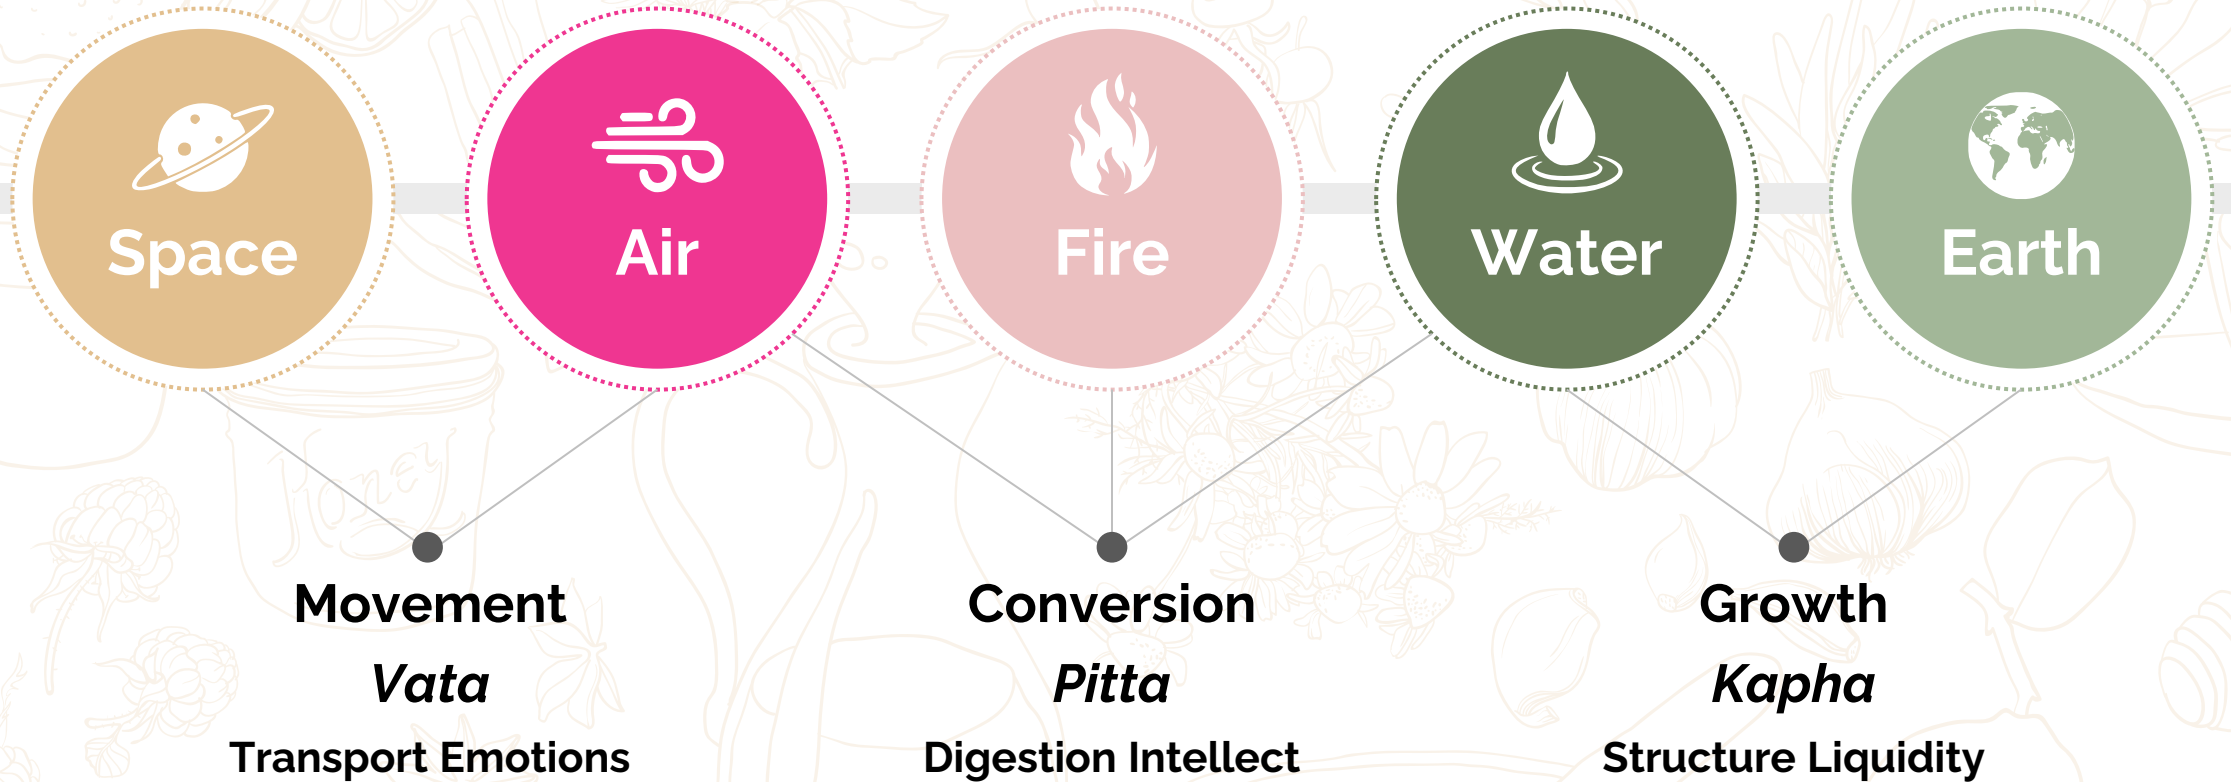 Space
Air
Fire
Water
Earth
Movement
Vata
Transport Emotions
Conversion
Pitta
Digestion Intellect
Growth
Kapha
Structure Liquidity